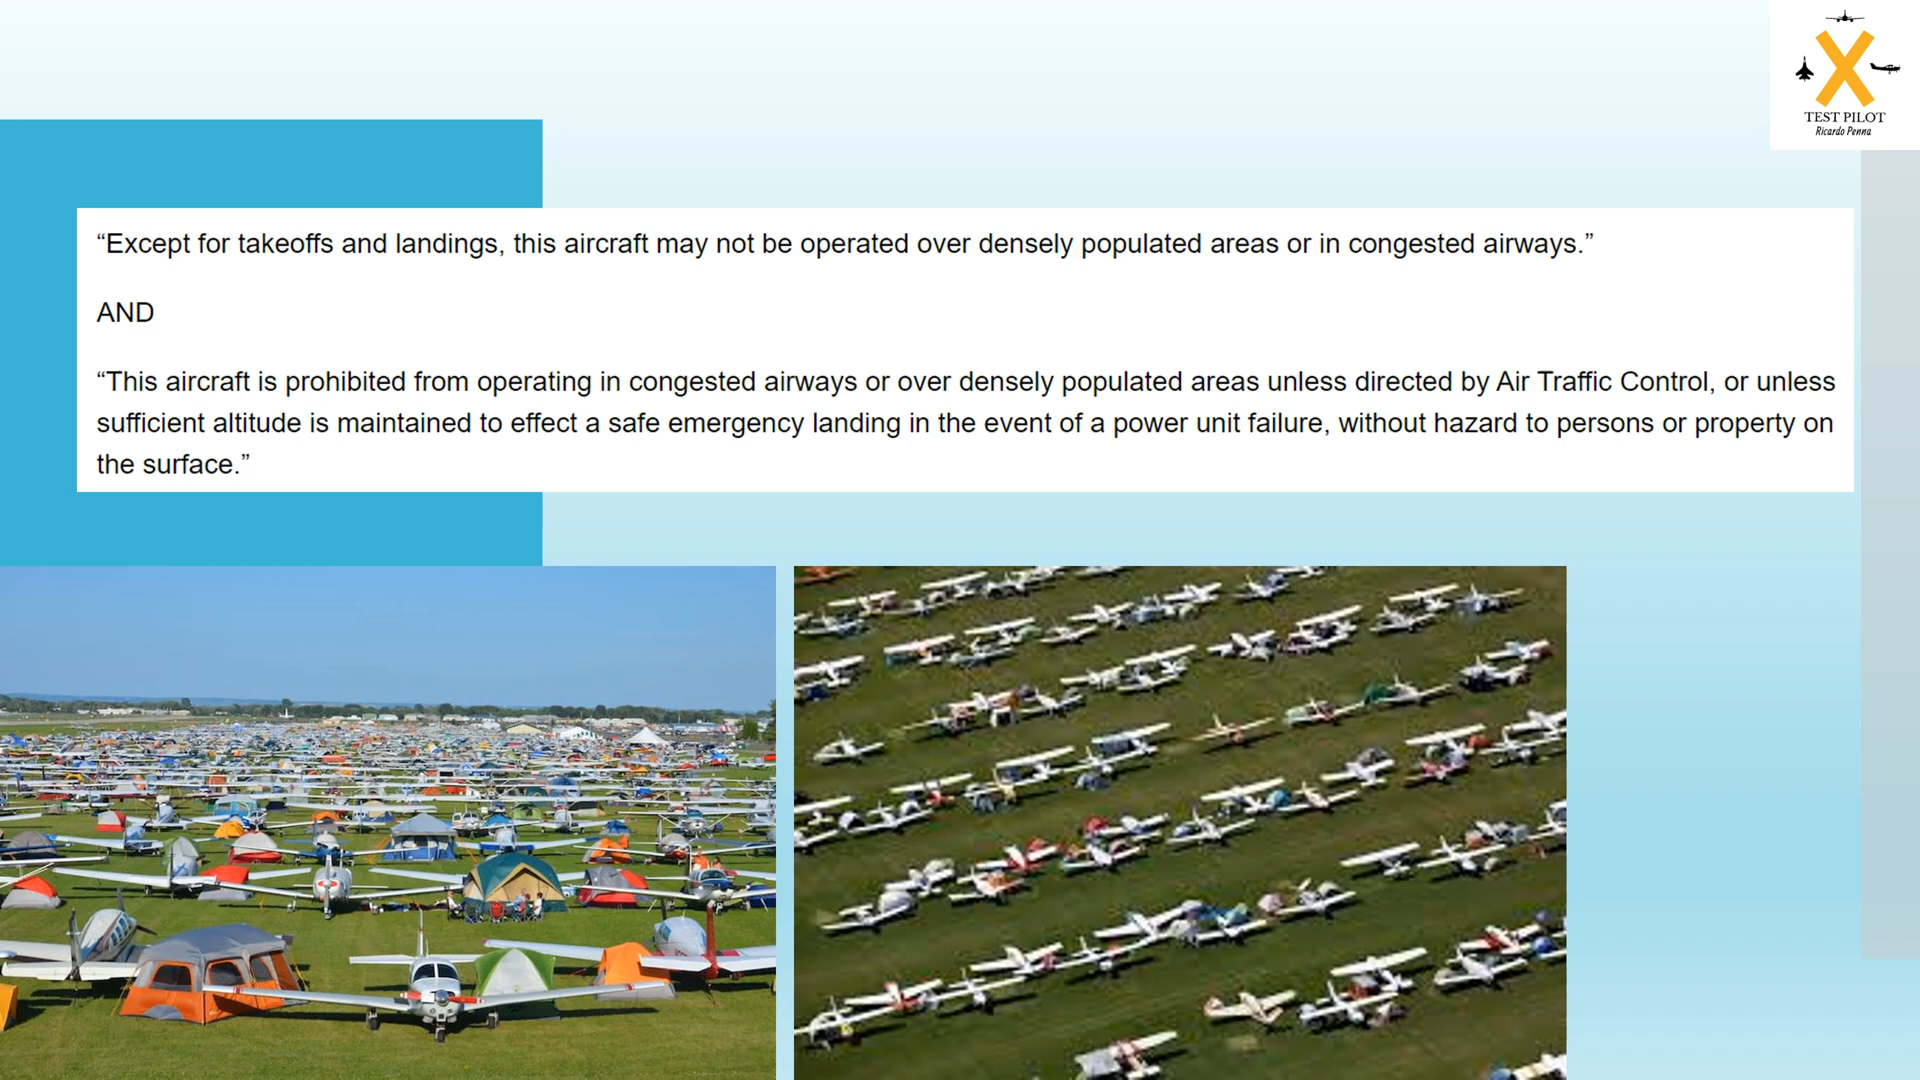 TEST PILOT
Ricardo Penna
“Except for takeoffs and landings, this aircraft may not be operated over densely populated areas or in congested airways.”
AND
“This aircraft is prohibited from operating in congested airways or over densely populated areas unless directed by Air Traffic Control, or unless
sufficient altitude is maintained to effect a safe emergency landing in the event of a power unit failure, without hazard to persons or property on
the surface.”